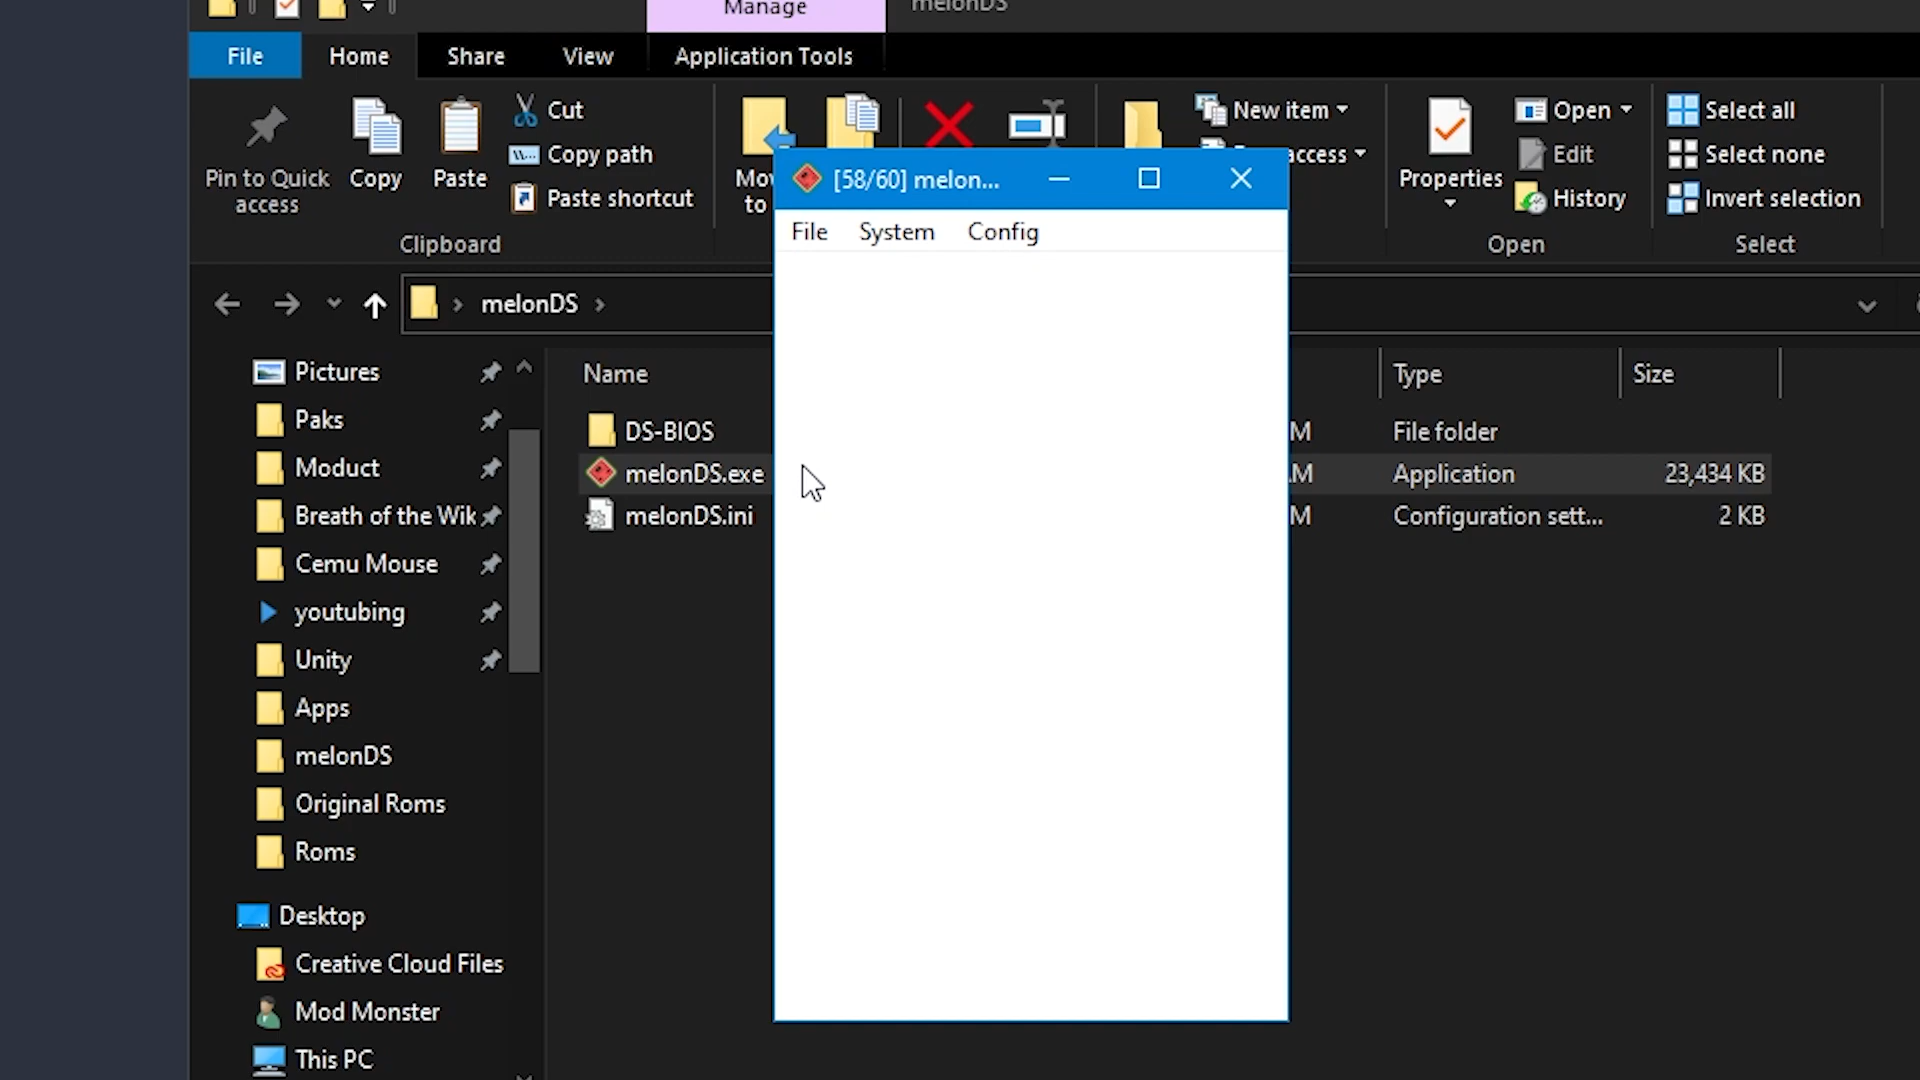 Manage
melonDS
File
Home
Share
View
Application Tools
Pin to Quick
access
Copy
Paste
Cut
Copy path
Paste shortcut
Clipboard
to
New item
access
Properties
Open
Edit
History
Open
Select all
Select none
Invert selection
Select
[58/60] melon...
File System Config
melonDS
Name
Type
Size
DS-BIOS
File folder
melonDS.exe
Application
23,434 KB
melonDS.ini
Configuration sett...
2 KB
Pictures
Paks
Moduct
Breath of the Wik
Cemu Mouse
youtubing
Unity
Apps
melonDS
Original Roms
Roms
Desktop
Creative Cloud Files
Mod Monster
This PC